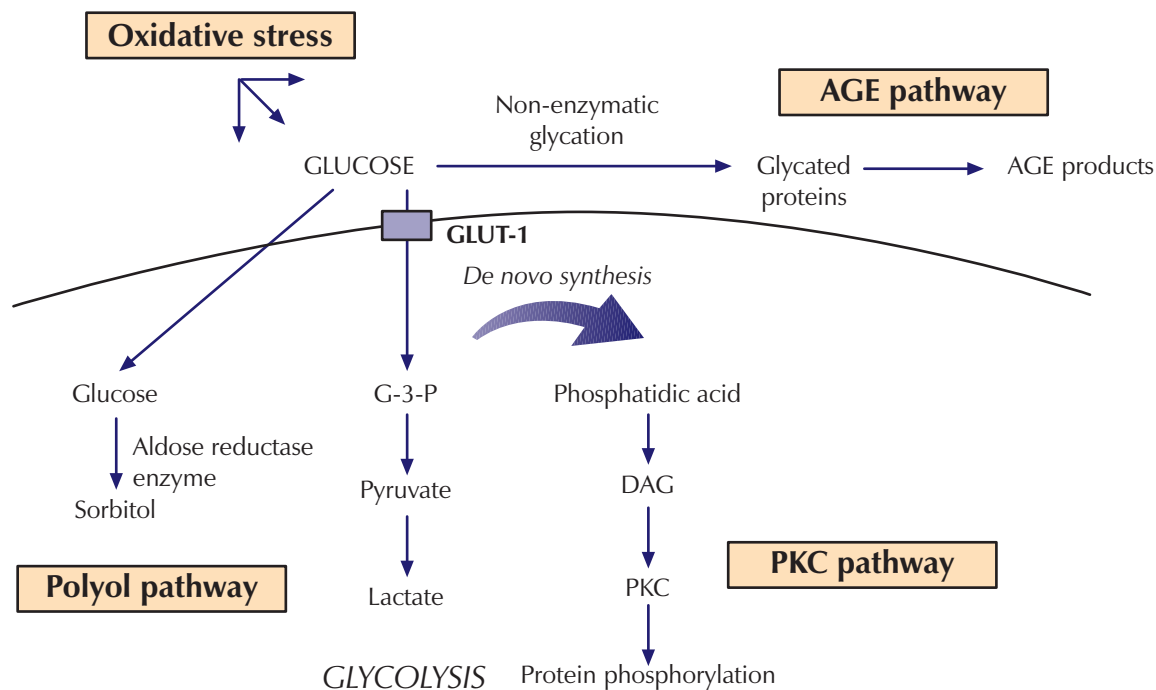 Oxidative stress
AGE pathway
Non-enzymatic
glycation
GLUCOSE
Glycated
proteins
AGE products
GLUT-1
De novo synthesis
Glucose
G-3-P
Phosphatidic acid
Aldose reductase
enzyme
Sorbitol
Pyruvate
DAG
Polyol pathway
Lactate
PKC
PKC pathway
GLYCOLYSIS
Protein phosphorylation